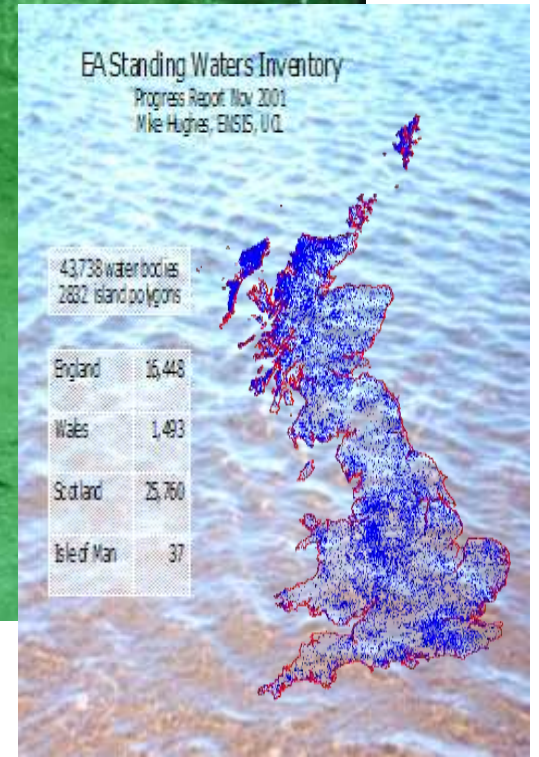 EA Standing Waters Inventory
Progress Report Nov 2001
Mike Hughes, ENSIS, UCL
43,738 water bodies
2832 island polygons
England 16,448
Wales 1,493
Scotland 25,760
Isle of Man 37